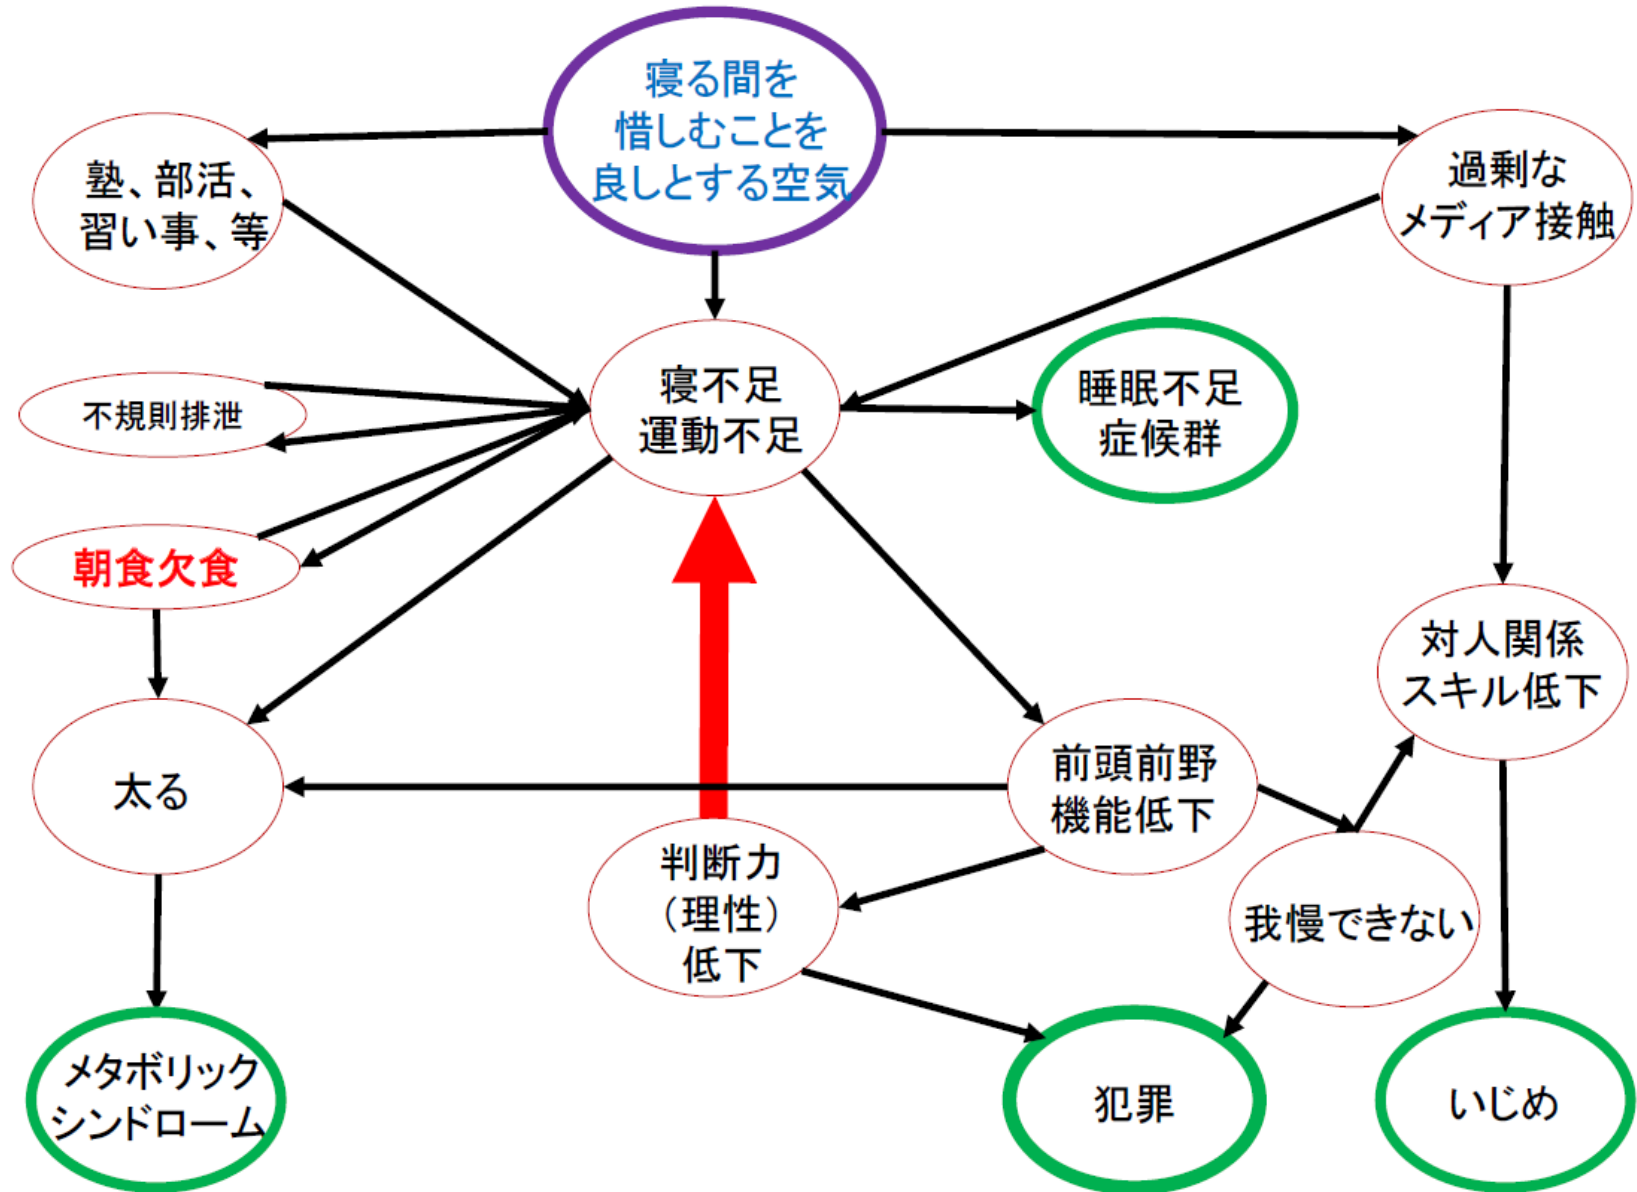 寝る間を
惜しむことを
良しとする空気
塾、部活、
習い事、等
過剰な
メディア接触
寝不足
運動不足
睡眠不足
症候群
不規則排泄
朝食欠食
対人関係
スキル低下
太る
前頭前野
機能低下
判断力
（理性）
低下
我慢できない
メタボリック
シンドローム
犯罪
いじめ